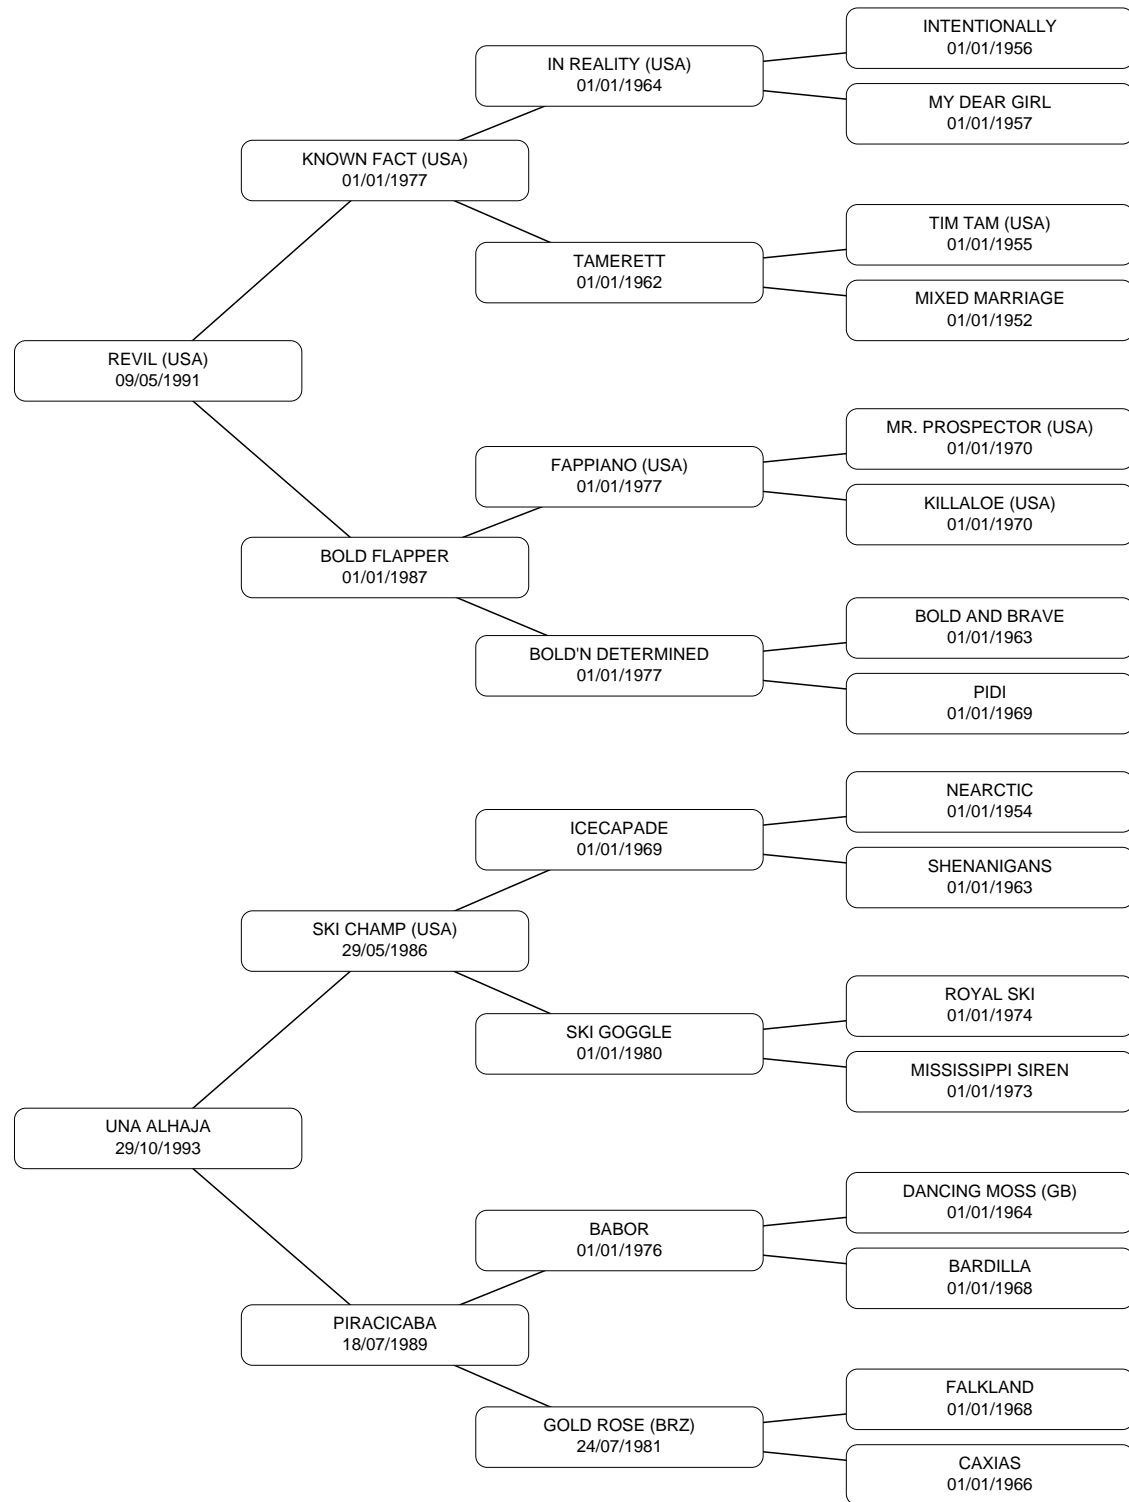 INTENTIONALLY
01/01/1956
IN REALITY (USA)
01/01/1964
MY DEAR GIRL
01/01/1957
KNOWN FACT (USA)
01/01/1977
TIM TAM (USA)
01/01/1955
TAMERETT
01/01/1962
MIXED MARRIAGE
01/01/1952
REVIL (USA)
09/05/1991
MR. PROSPECTOR (USA)
01/01/1970
FAPPIANO (USA)
01/01/1977
KILLALOE (USA)
01/01/1970
BOLD FLAPPER
01/01/1987
BOLD AND BRAVE
01/01/1963
BOLD'N DETERMINED
01/01/1977
PIDI
01/01/1969
NEARCTIC
01/01/1954
ICECAPADE
01/01/1969
SHENANIGANS
01/01/1963
SKI CHAMP (USA)
29/05/1986
ROYAL SKI
01/01/1974
SKI GOGGLE
01/01/1980
MISSISSIPPI SIREN
01/01/1973
UNA ALHAJA
29/10/1993
DANCING MOSS (GB)
01/01/1964
BABOR
01/01/1976
BARDILLA
01/01/1968
PIRACICABA
18/07/1989
FALKLAND
01/01/1968
GOLD ROSE (BRZ)
24/07/1981
CAXIAS
01/01/1966